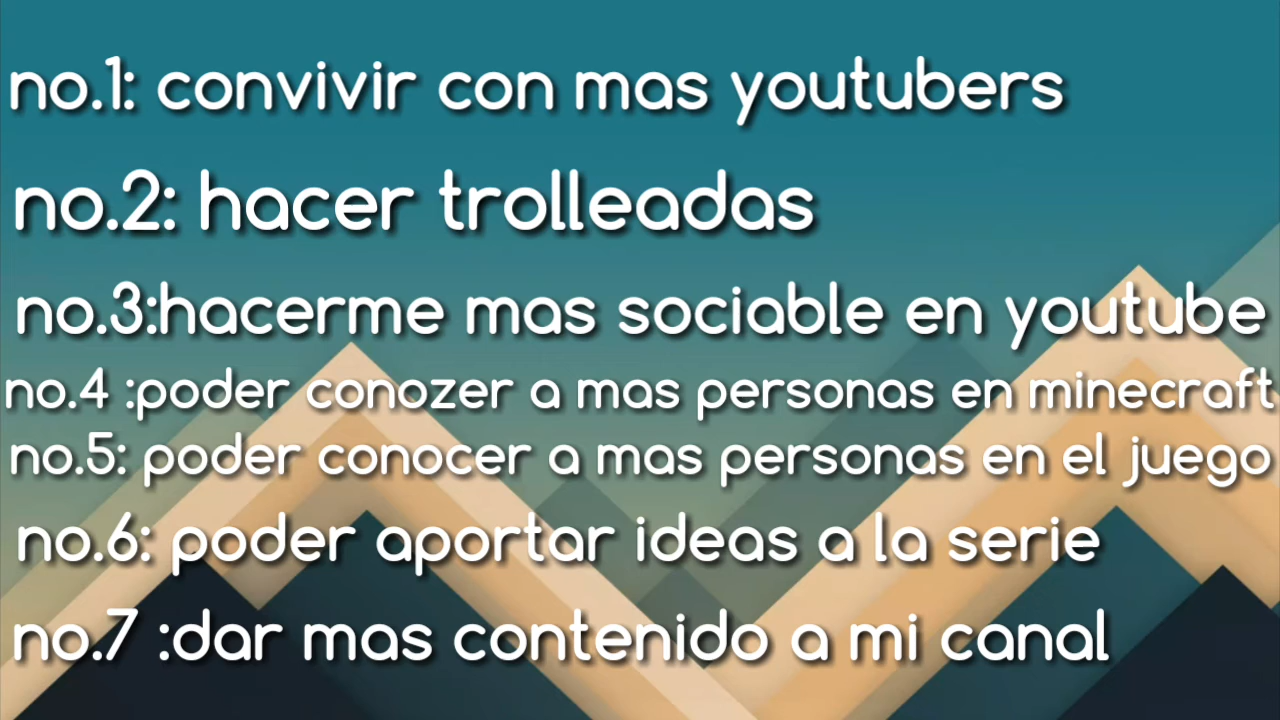 no.1: convivir con mas youtubers
no.2: hacer trolleadas
no.3:hacerme mas sociable en youtube
no.4 :poder conozer a mas personas en minecraft
no.5: poder conocer a mas personas en el juego
no.6: poder aportar ideas a la serie
no.7 :dar mas contenido a mi canal